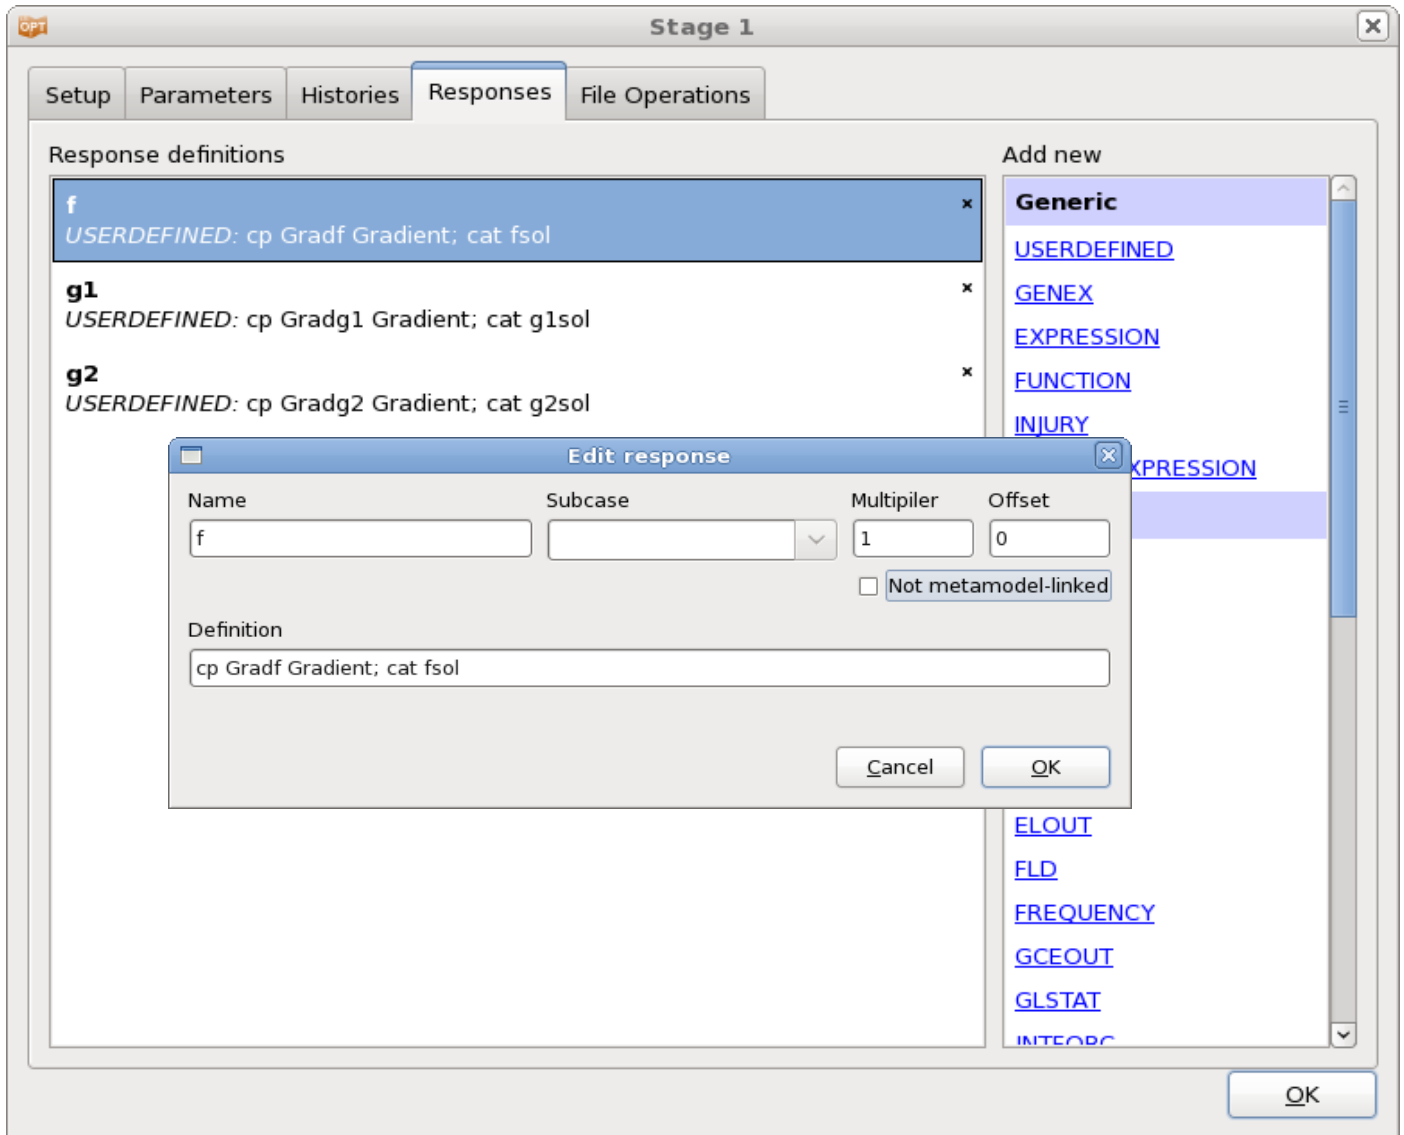 OPT
Stage 1
Setup
Parameters
Histories
Responses
File Operations
Response definitions
f
USERDEFINED: cp Gradf Gradient; cat fsol
g1
USERDEFINED: cp Gradg1 Gradient; cat g1sol
g2
USERDEFINED: cp Gradg2 Gradient; cat g2sol
Add new
Generic
USERDEFINED
GENEX
EXPRESSION
FUNCTION
INJURY
XPRESSION
Edit response
Name
Subcase
Multipiler
Offset
f
1
0
Not metamodel-linked
Definition
cp Gradf Gradient; cat fsol
Cancel
OK
ELOUT
FLD
FREQUENCY
GCEOUT
GLSTAT
OK